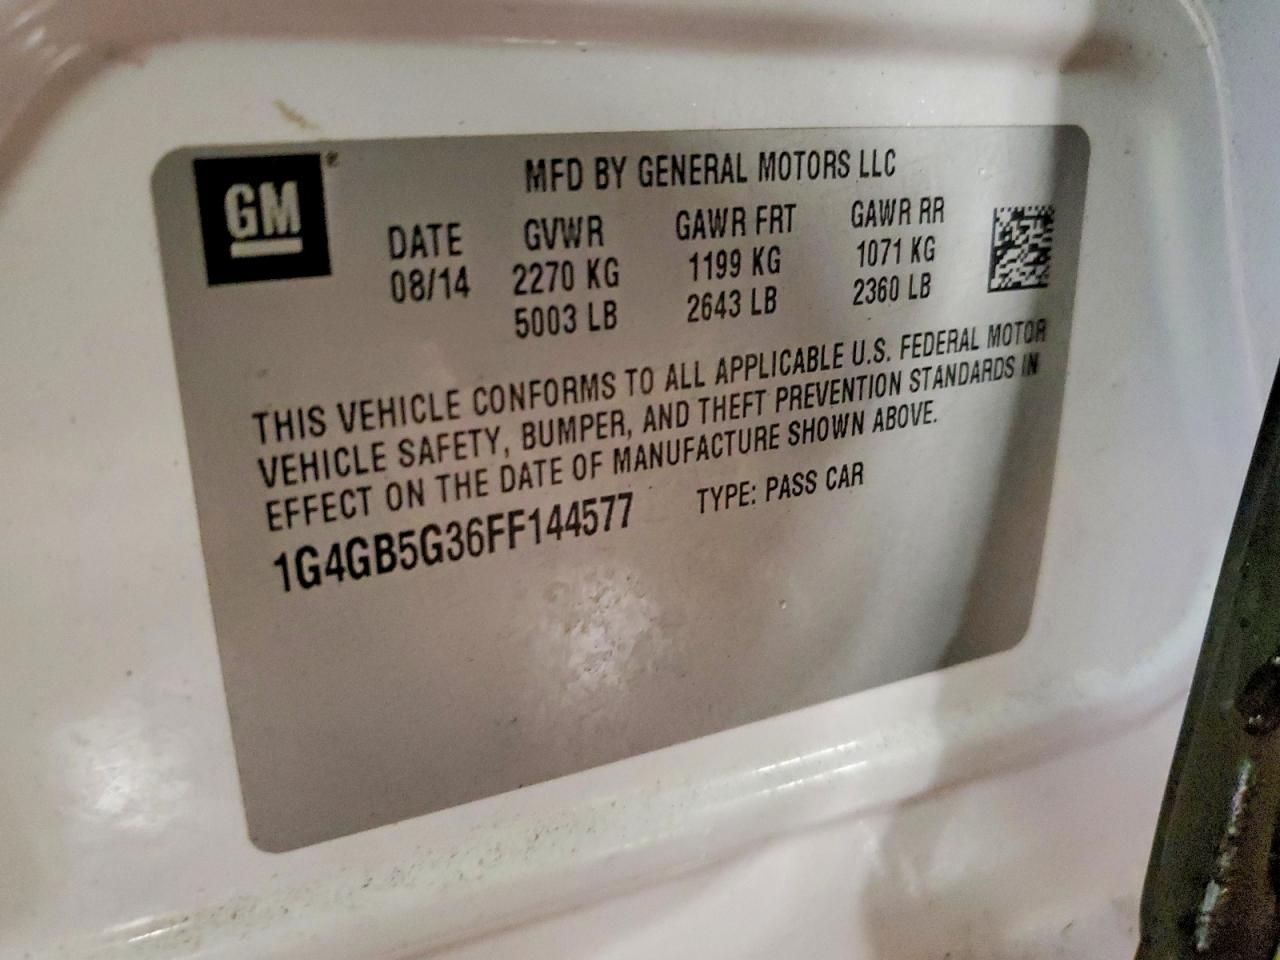 GM
MFD BY GENERAL MOTORS LLC
DATE GVWR GAWR FRT GAWR RR
08/14 2270 KG 1199 KG 1071 KG
5003 LB 2643 LB 2360 LB
THIS VEHICLE CONFORMS TO ALL APPLICABLE U.S. FEDERAL MOTOR
VEHICLE SAFETY, BUMPER, AND THEFT PREVENTION STANDARDS IN
EFFECT ON THE DATE OF MANUFACTURE SHOWN ABOVE.
1G4GB5G36FF144577 TYPE: PASS CAR